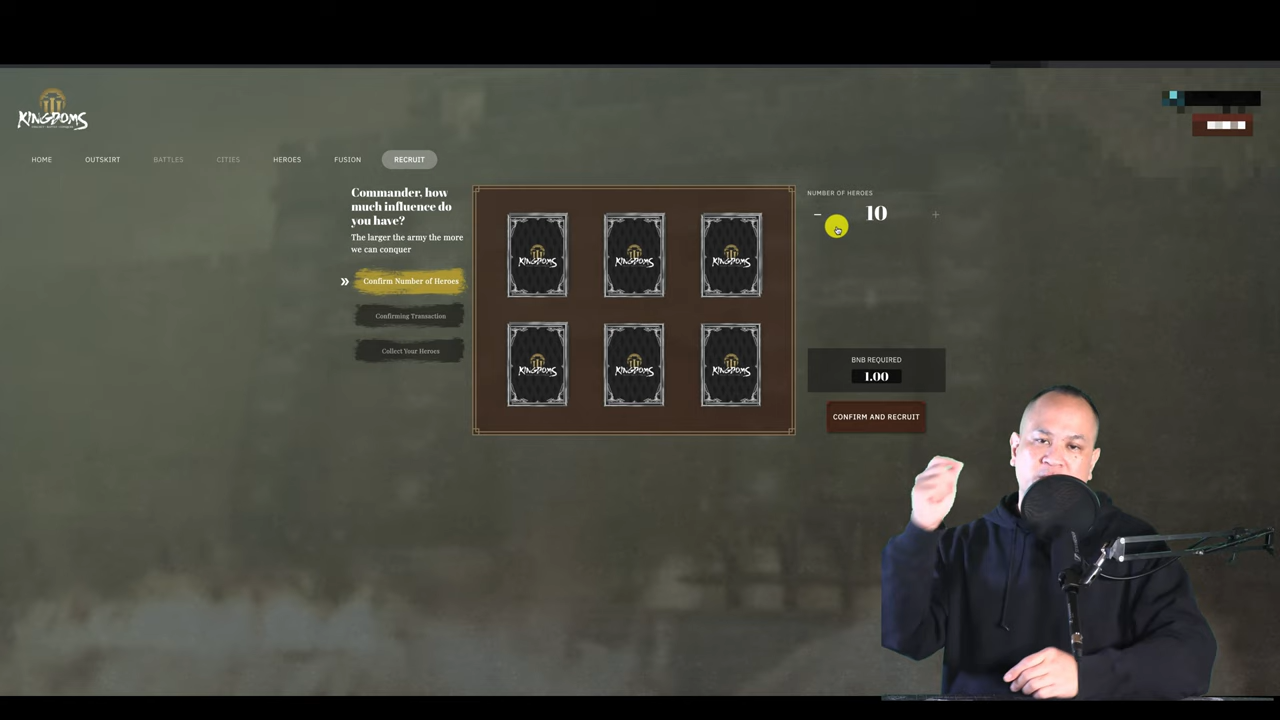 KINGDOMS
HOME OUTSKIRT BATTLES CITIES HEROES FUSION RECRUIT
Commander, how
much influence do
you have?
The larger the army the more
we can conquer
» Confirm Number of Heroes
Confirming Transaction
Collect Your Heroes
KINGDOMS KINGDOMS KINGDOMS
KINGDOMS KINGDOMS KINGDOMS
NUMBER OF HEROES
- 10 +
BNB REQUIRED
1.00
CONFIRM AND RECRUIT